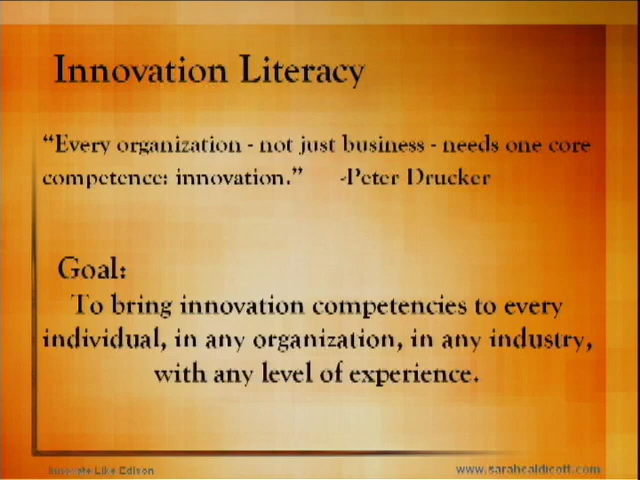 Innovation Literacy
“Every organization - not just business - needs one core
competence: innovation.” -Peter Drucker
Goal:
To bring innovation competencies to every
individual, in any organization, in any industry,
with any level of experience.
Innovate Like Edison
www.sarahcaldicott.com